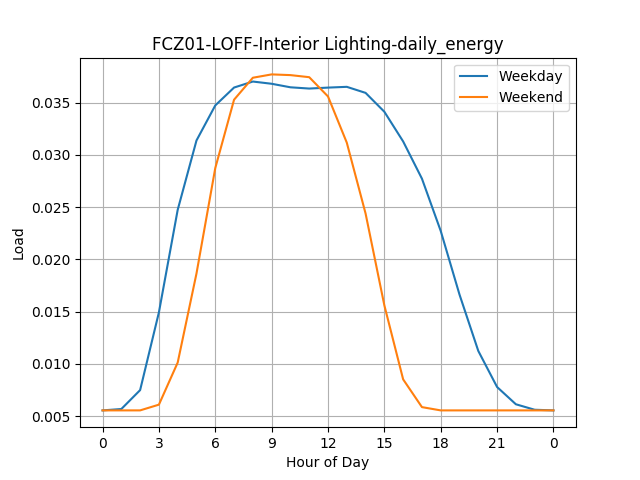 FCZ01-LOFF-Interior Lighting-daily_energy
Weekday
Weekend
0.035
0.030
0.025
0.020
0.015
0.010
0.005
Load
0 3 6 9 12 15 18 21 0
Hour of Day